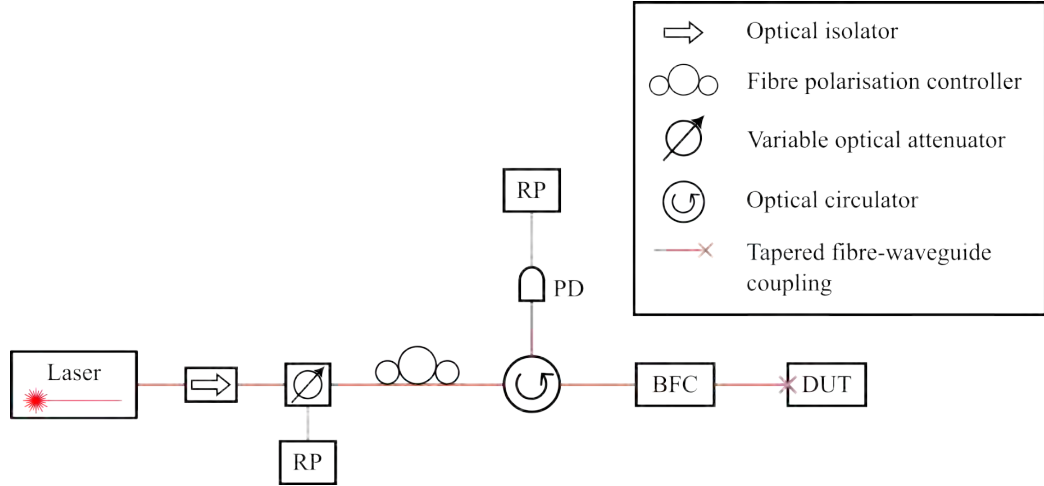 Optical isolator
Fibre polarisation controller
Variable optical attenuator
Optical circulator
Tapered fibre-waveguide
coupling
RP
PD
Laser
BFC
DUT
RP